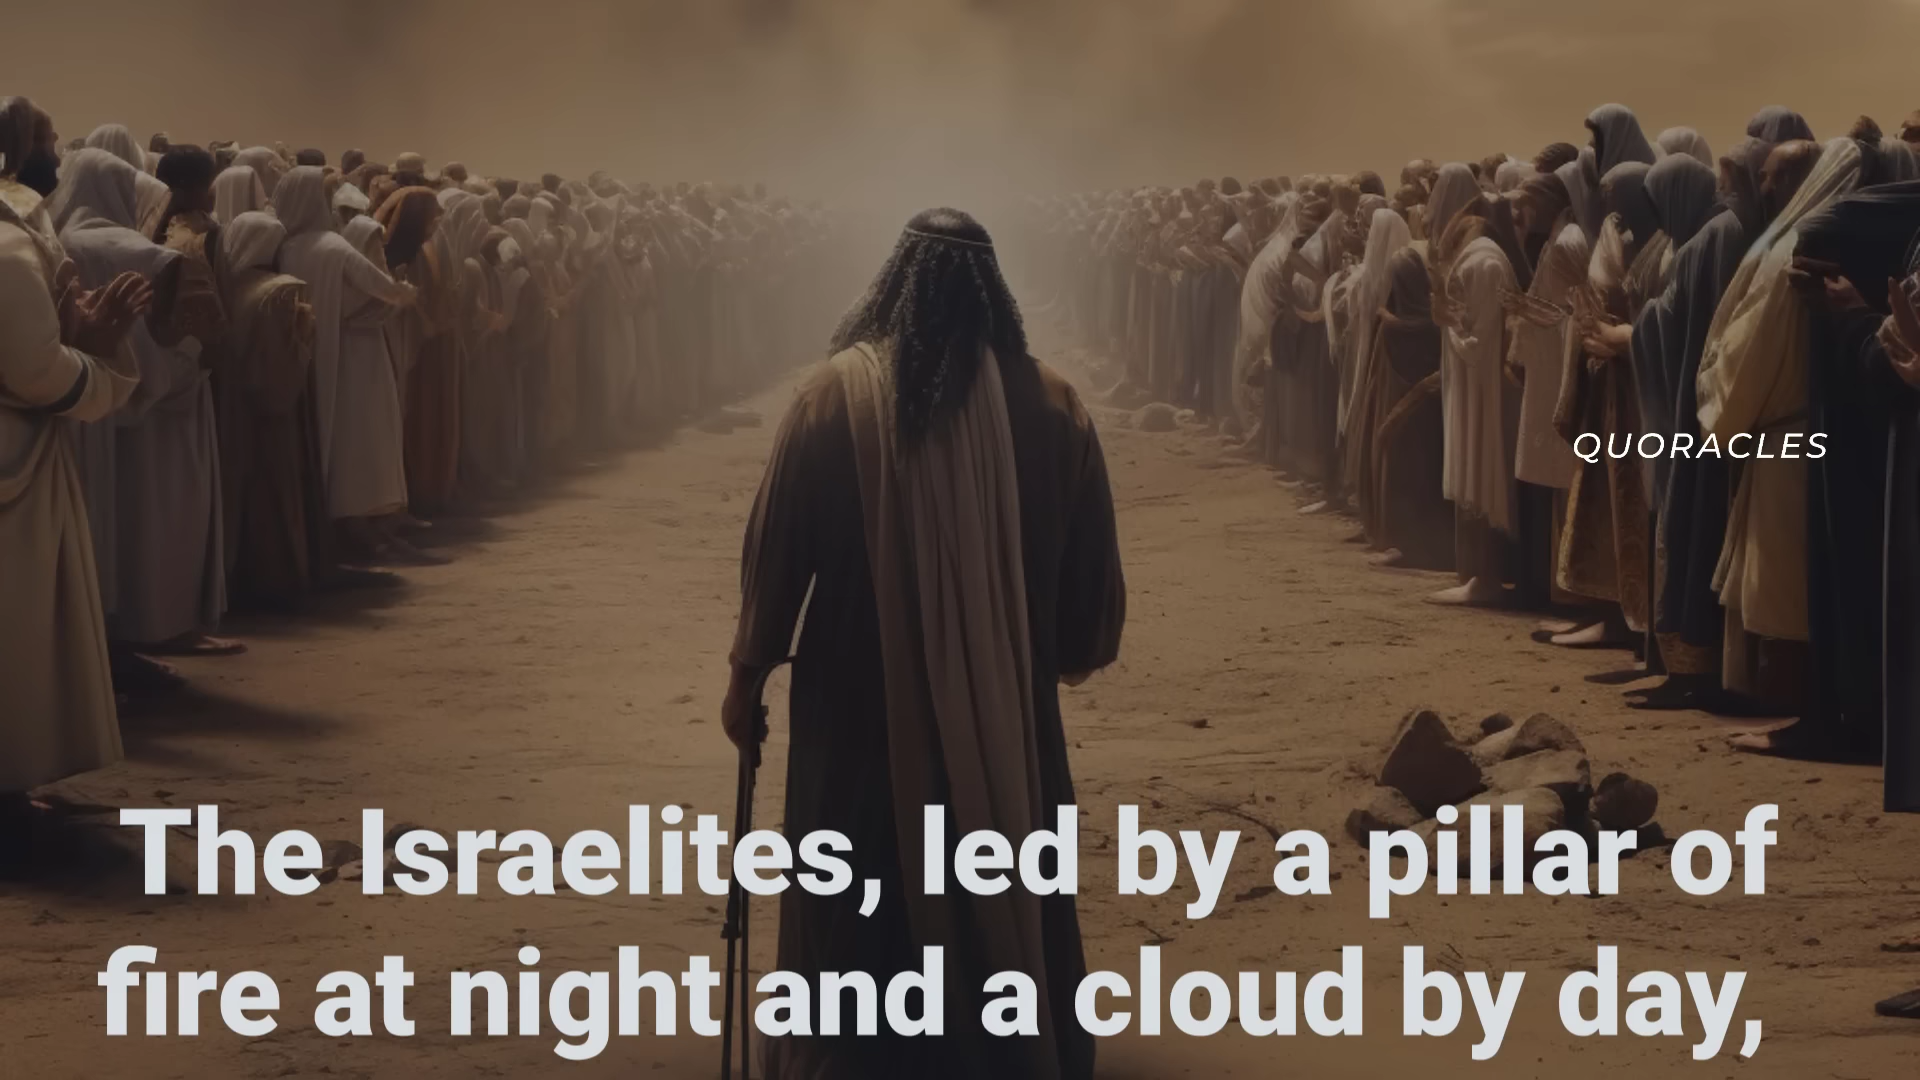 QUORACLES
The Israelites, led by a pillar of
fire at night and a cloud by day,